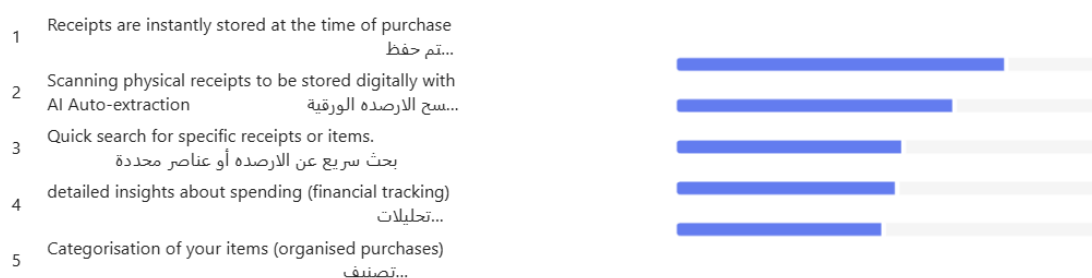 1
Receipts are instantly stored at the time of purchase
تم حفظ...
2
Scanning physical receipts to be stored digitally with
AI Auto-extraction سح الارصده الورقية...
3
Quick search for specific receipts or items.
بحث سريع عن الارصده أو عناصر محددة
4
detailed insights about spending (financial tracking)
تحليلات...
5
Categorisation of your items (organised purchases)
تصنيف...